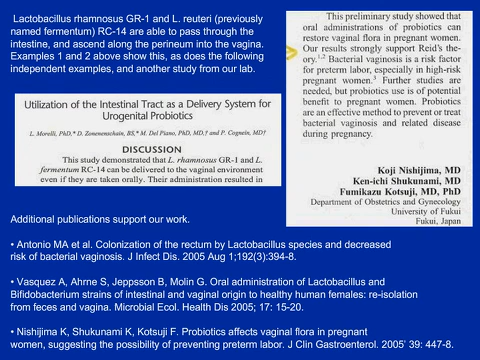 Lactobacillus rhamnosus GR-1 and L. reuteri (previously
named fermentum) RC-14 are able to pass through the
intestine, and ascend along the perineum into the vagina.
Examples 1 and 2 above show this, as does the following
independent examples, and another study from our lab.
Utilization of the Intestinal Tract as a Delivery System for
Urogenital Probiotics
L. Morelli, PhD,* D. Zonenenschain, BS,* M. Del Piano, PhD, MD,† and P. Cognein, MD†
DISCUSSION
This study demonstrated that L. rhamnosus GR-1 and L.
fermentum RC-14 can be delivered to the vaginal environment
even if they are taken orally. Their administration resulted in
This preliminary study showed that
oral administrations of probiotics can
restore vaginal flora in pregnant women.
Our results strongly support Reid's the-
ory.1,2 Bacterial vaginosis is a risk factor
for preterm labor, especially in high-risk
pregnant women.3 Further studies are
needed, but probiotics use is of potential
benefit to pregnant women. Probiotics
are an effective method to prevent or treat
bacterial vaginosis and related disease
during pregnancy.
Koji Nishijima, MD
Ken-ichi Shukunami, MD
Fumikazu Kotsuji, MD, PhD
Department of Obstetrics and Gynecology
University of Fukui
Fukui, Japan
Additional publications support our work.
• Antonio MA et al. Colonization of the rectum by Lactobacillus species and decreased
risk of bacterial vaginosis. J Infect Dis. 2005 Aug 1;192(3):394-8.
• Vasquez A, Ahrne S, Jeppsson B, Molin G. Oral administration of Lactobacillus and
Bifidobacterium strains of intestinal and vaginal origin to healthy human females: re-isolation
from feces and vagina. Microbial Ecol. Health Dis 2005; 17: 15-20.
• Nishijima K, Shukunami K, Kotsuji F. Probiotics affects vaginal flora in pregnant
women, suggesting the possibility of preventing preterm labor. J Clin Gastroenterol. 2005' 39: 447-8.